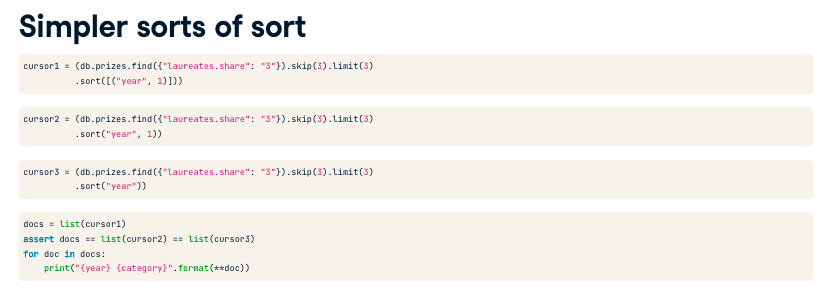 Simpler sorts of sort
cursor1 = (db.prizes.find({"laureates.share": "3"}).skip(3).limit(3)
          .sort([("year", 1)]))
cursor2 = (db.prizes.find({"laureates.share": "3"}).skip(3).limit(3)
          .sort("year", 1))
cursor3 = (db.prizes.find({"laureates.share": "3"}).skip(3).limit(3)
          .sort("year"))
docs = list(cursor1)
assert docs == list(cursor2) == list(cursor3)
for doc in docs:
    print("{year} {category}".format(**doc))